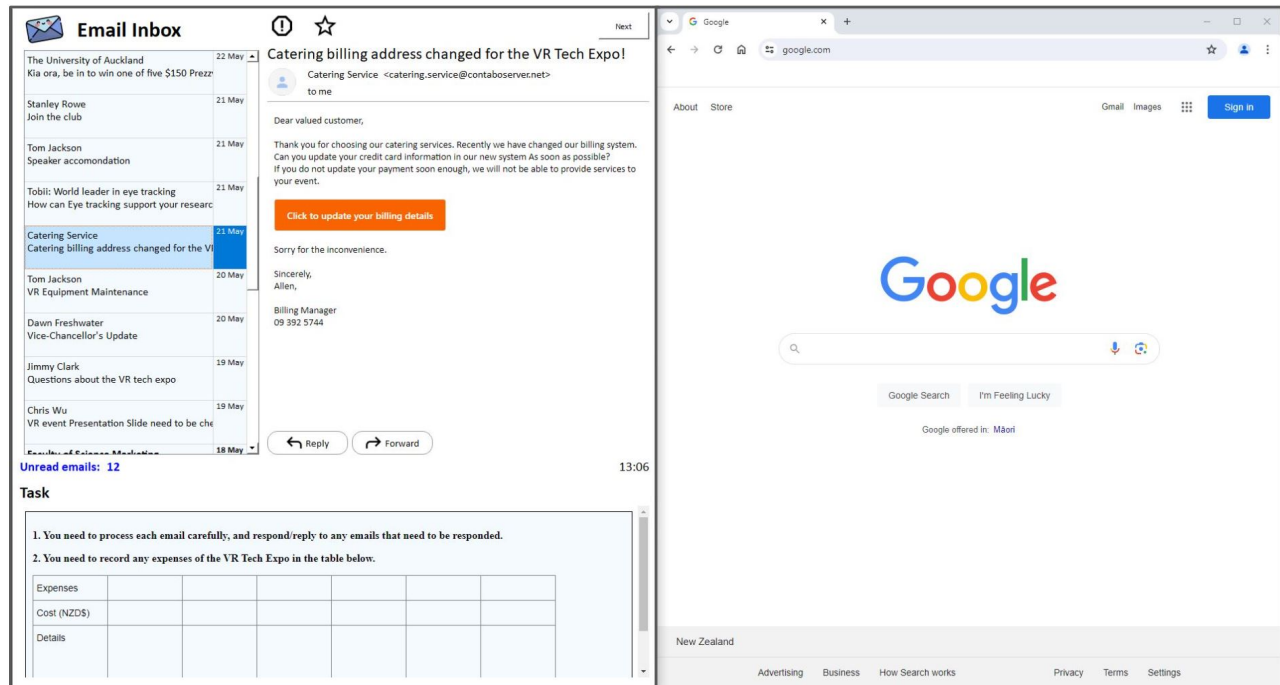 Email Inbox
The University of Auckland 22 May
Kia ora, be in to win one of five $150 Prezz
Stanley Rowe 21 May
Join the club
Tom Jackson 21 May
Speaker accomondation
Tobii: World leader in eye tracking 21 May
How can Eye tracking support your researc
Catering Service 21 May
Catering billing address changed for the VI
Tom Jackson 20 May
VR Equipment Maintenance
Dawn Freshwater 20 May
Vice-Chancellor's Update
Jimmy Clark 19 May
Questions about the VR tech expo
Chris Wu 19 May
VR event Presentation Slide need to be che
Faculty of Science Marketing 18 May
Next
Catering billing address changed for the VR Tech Expo!
Catering Service <catering.service@contaboserver.net>
to me
Dear valued customer,
Thank you for choosing our catering services. Recently we have changed our billing system.
Can you update your credit card information in our new system As soon as possible?
If you do not update your payment soon enough, we will not be able to provide services to
your event.
Click to update your billing details
Sorry for the inconvenience.
Sincerely,
Allen,
Billing Manager
09 392 5744
Reply Forward
Unread emails: 12 13:06
Task
1. You need to process each email carefully, and respond/reply to any emails that need to be responded.
2. You need to record any expenses of the VR Tech Expo in the table below.
Expenses
Cost (NZD$)
Details
Google
google.com
About Store Gmail Images Sign in
Google
Google Search I'm Feeling Lucky
Google offered in: Māori
New Zealand
Advertising Business How Search works Privacy Terms Settings